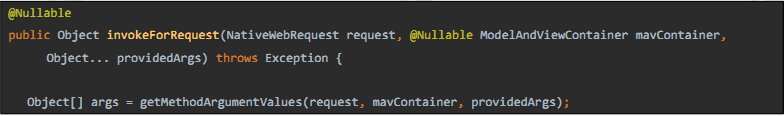 @Nullable
public Object invokeForRequest(NativeWebRequest request, @Nullable ModelAndViewContainer mavContainer,
Object... providedArgs) throws Exception {
Object[] args = getMethodArgumentValues(request, mavContainer, providedArgs);